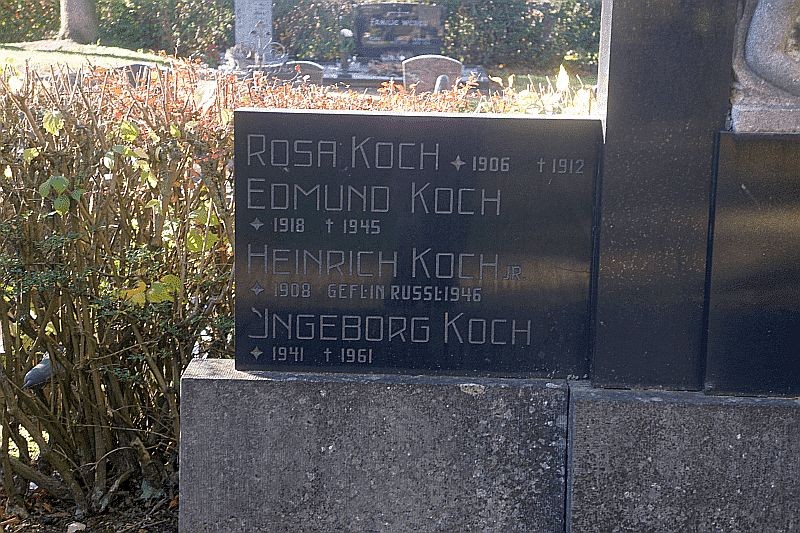 ROSA KOCH ✦ 1906 † 1912
EDMUND KOCH
✦ 1918 † 1945
HEINRICH KOCH JR.
✦ 1908 GEFL. IN RUSSL. 1946
INGEBORG KOCH
✦ 1941 † 1961